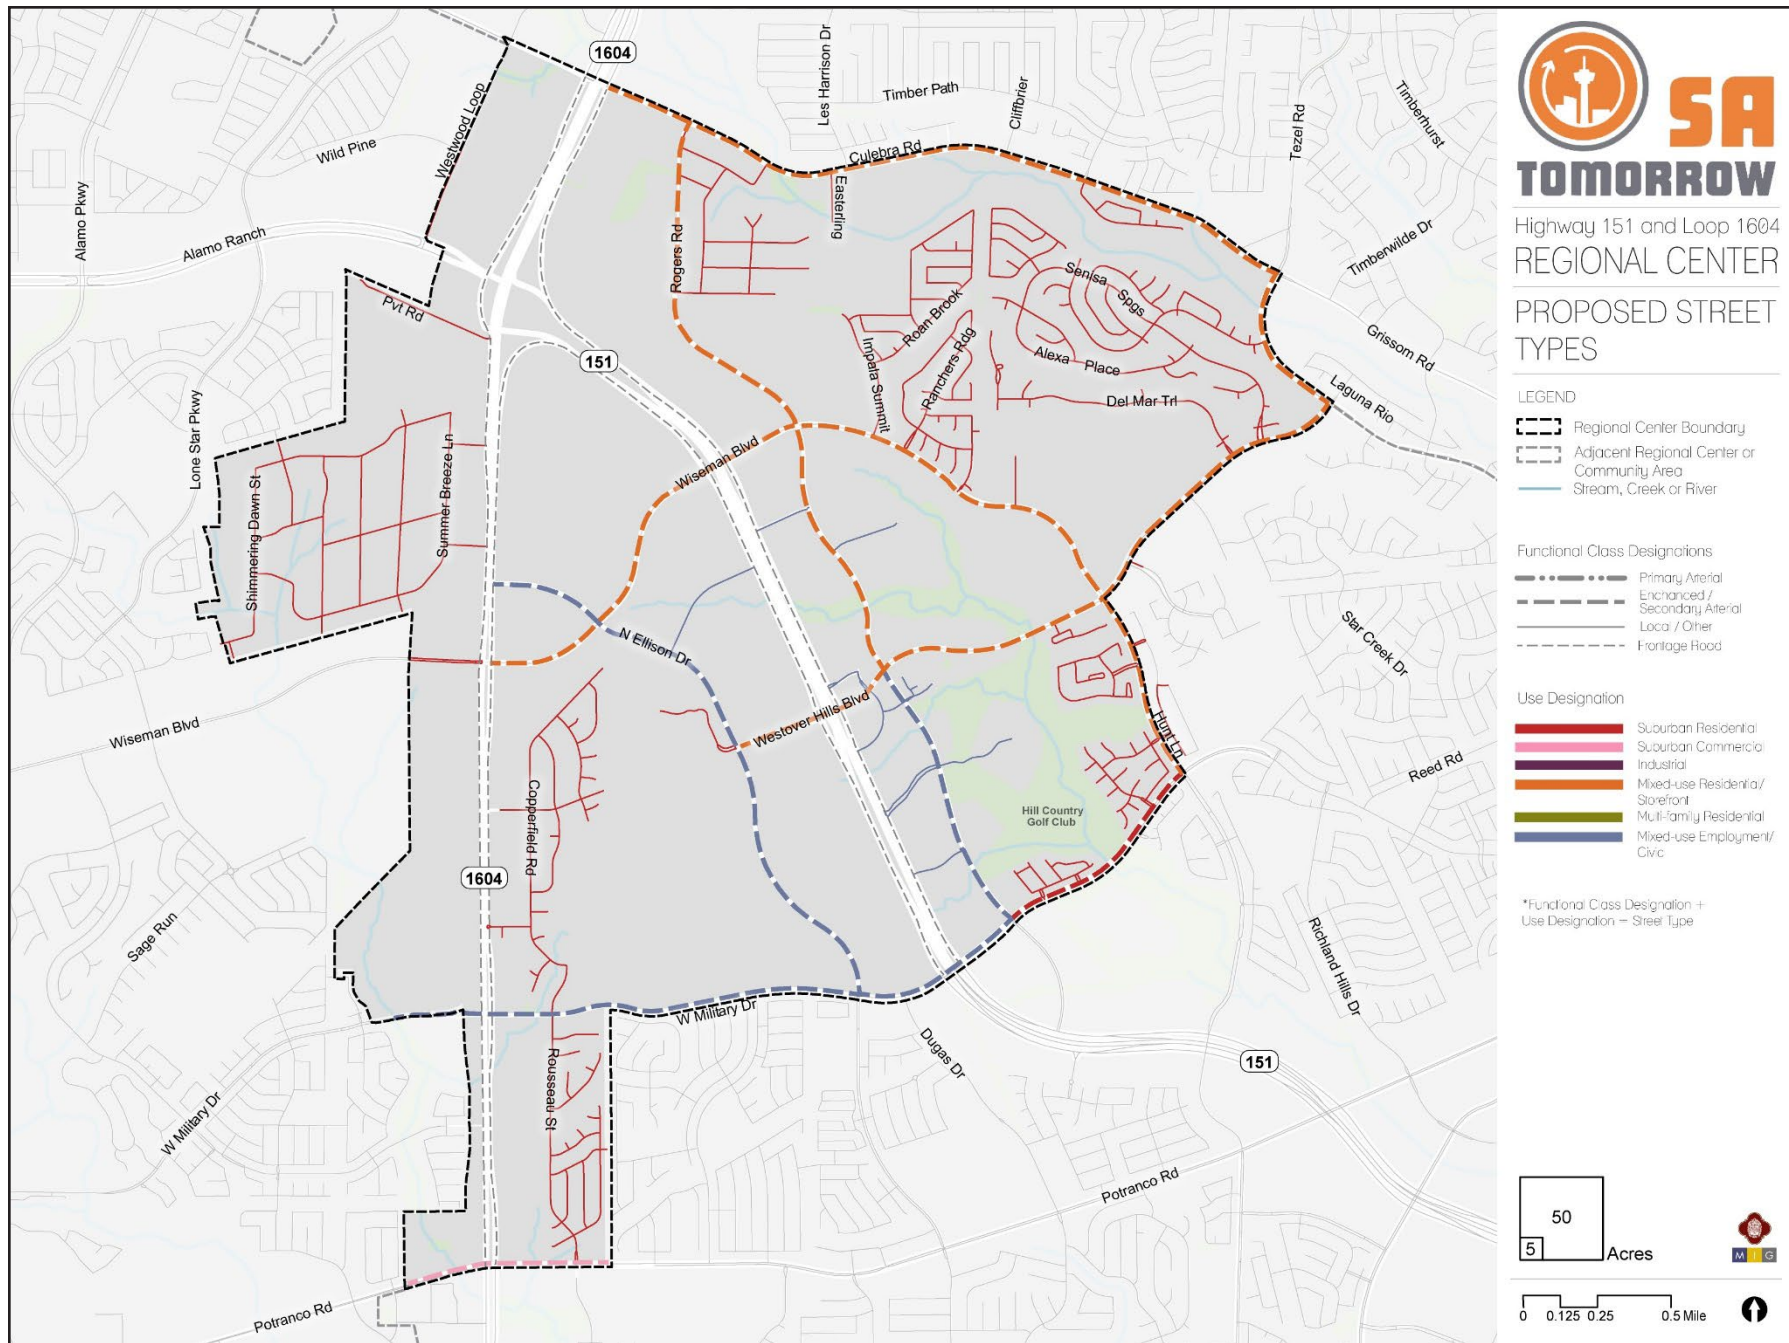 1604
Les Harrison Dr
Timber Path
Cliffbrier
Tezel Rd
Timberhurst
Westwood Loop
Wild Pine
Culebra Rd
Alamo Pkwy
Easterling
Alamo Ranch
Rogers Rd
Timberwilde Dr
Senisa Spgs
Pvt Rd
Roan Brook
Grissom Rd
151
Impala Summit
Ranchers Rdg
Alexa Place
Laguna Rio
Del Mar Trl
Lone Star Pkwy
Wiseman Blvd
Summer Breeze Ln
Shimmering Dawn St
N Ellison Dr
Star Creek Dr
Westover Hills Blvd
Hunt Ln
Wiseman Blvd
Reed Rd
Copperfield Rd
Hill Country
Golf Club
1604
Sage Run
Richland Hills Dr
W Military Dr
Dugas Dr
151
Rousseau St
W Military Dr
Potranco Rd
Potranco Rd
SA
TOMORROW
Highway 151 and Loop 1604
REGIONAL CENTER
PROPOSED STREET
TYPES
LEGEND
Regional Center Boundary
Adjacent Regional Center or
Community Area
Stream, Creek or River
Functional Class Designations
Primary Arterial
Enchanced /
Secondary Arterial
Local / Other
Frontage Road
Use Designation
Suburban Residential
Suburban Commercial
Industrial
Mixed-use Residential/
Storefront
Multi-family Residential
Mixed-use Employment/
Civic
*Functional Class Designation +
Use Designation = Street Type
50
5
Acres
M I G
0 0.125 0.25 0.5 Mile